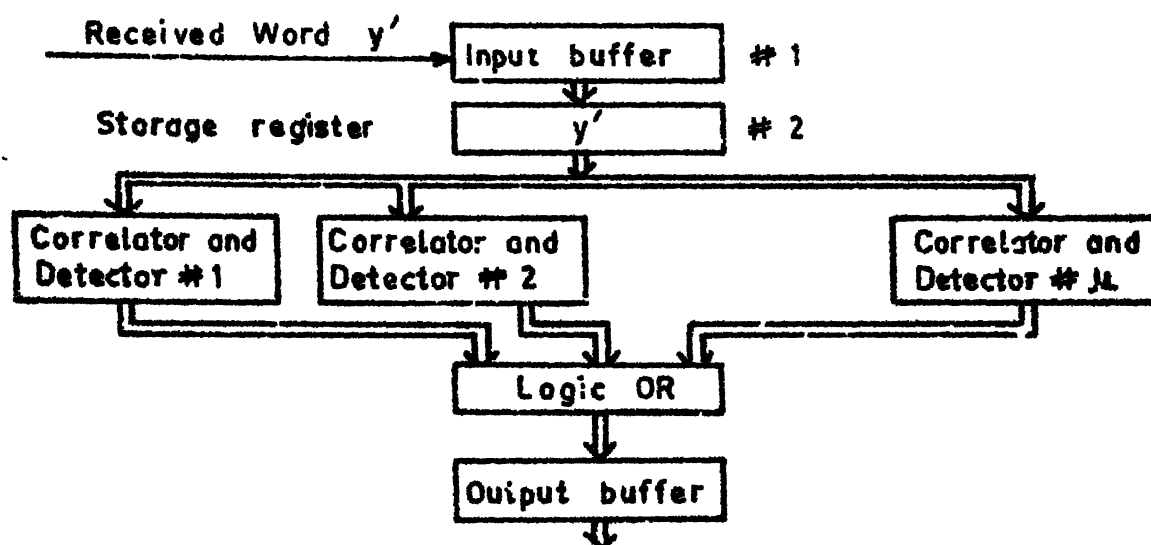 Received Word y′
Input buffer # 1
Storage register y′ # 2
Correlator and Detector # 1
Correlator and Detector # 2
Correlator and Detector # μ
Logic OR
Ouiput buffer